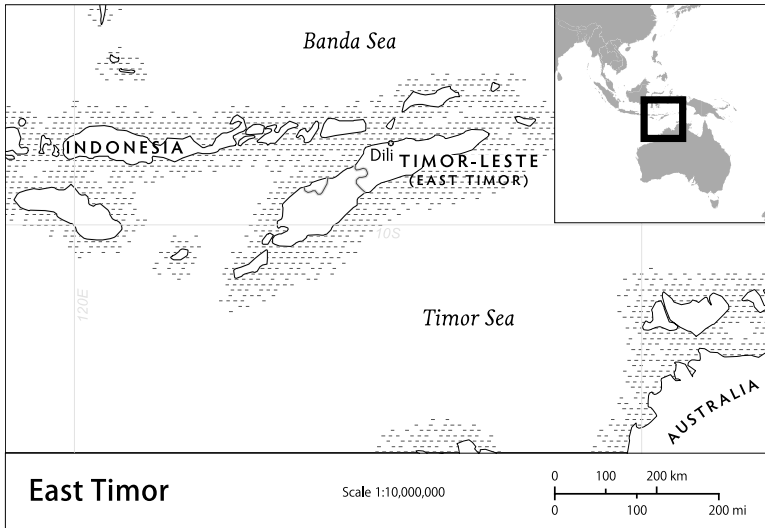 Banda Sea
INDONESIA
Dili
TIMOR-LESTE
(EAST TIMOR)
10S
120E
Timor Sea
AUSTRALIA
East Timor
Scale 1:10,000,000
0 100 200 km
0 100 200 mi